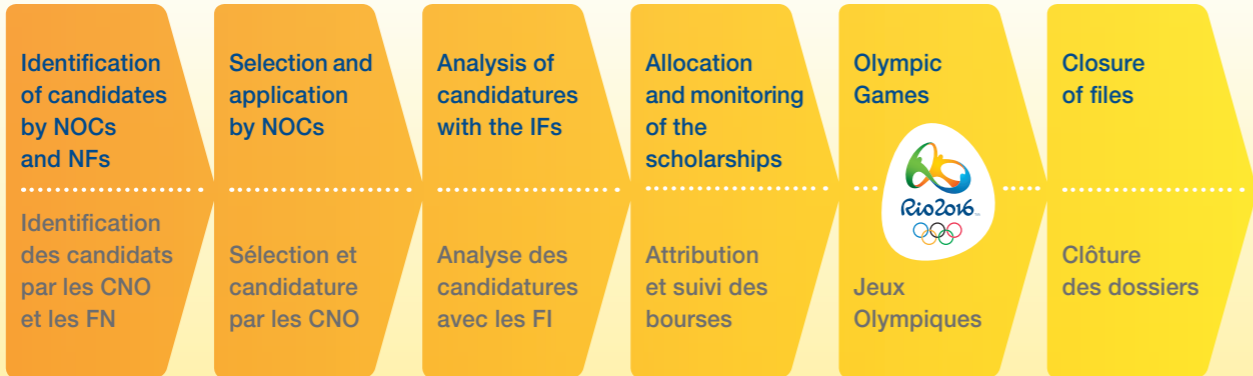 Identification
of candidates
by NOCs
and NFs
Identification
des candidats
par les CNO
et les FN
Selection and
application
by NOCs
Sélection et
candidature
par les CNO
Analysis of
candidatures
with the IFs
Analyse des
candidatures
avec les FI
Allocation
and monitoring
of the
scholarships
Attribution
et suivi des
bourses
Olympic
Games
Rio2016
Jeux
Olympiques
Closure
of files
Clôture
des dossiers